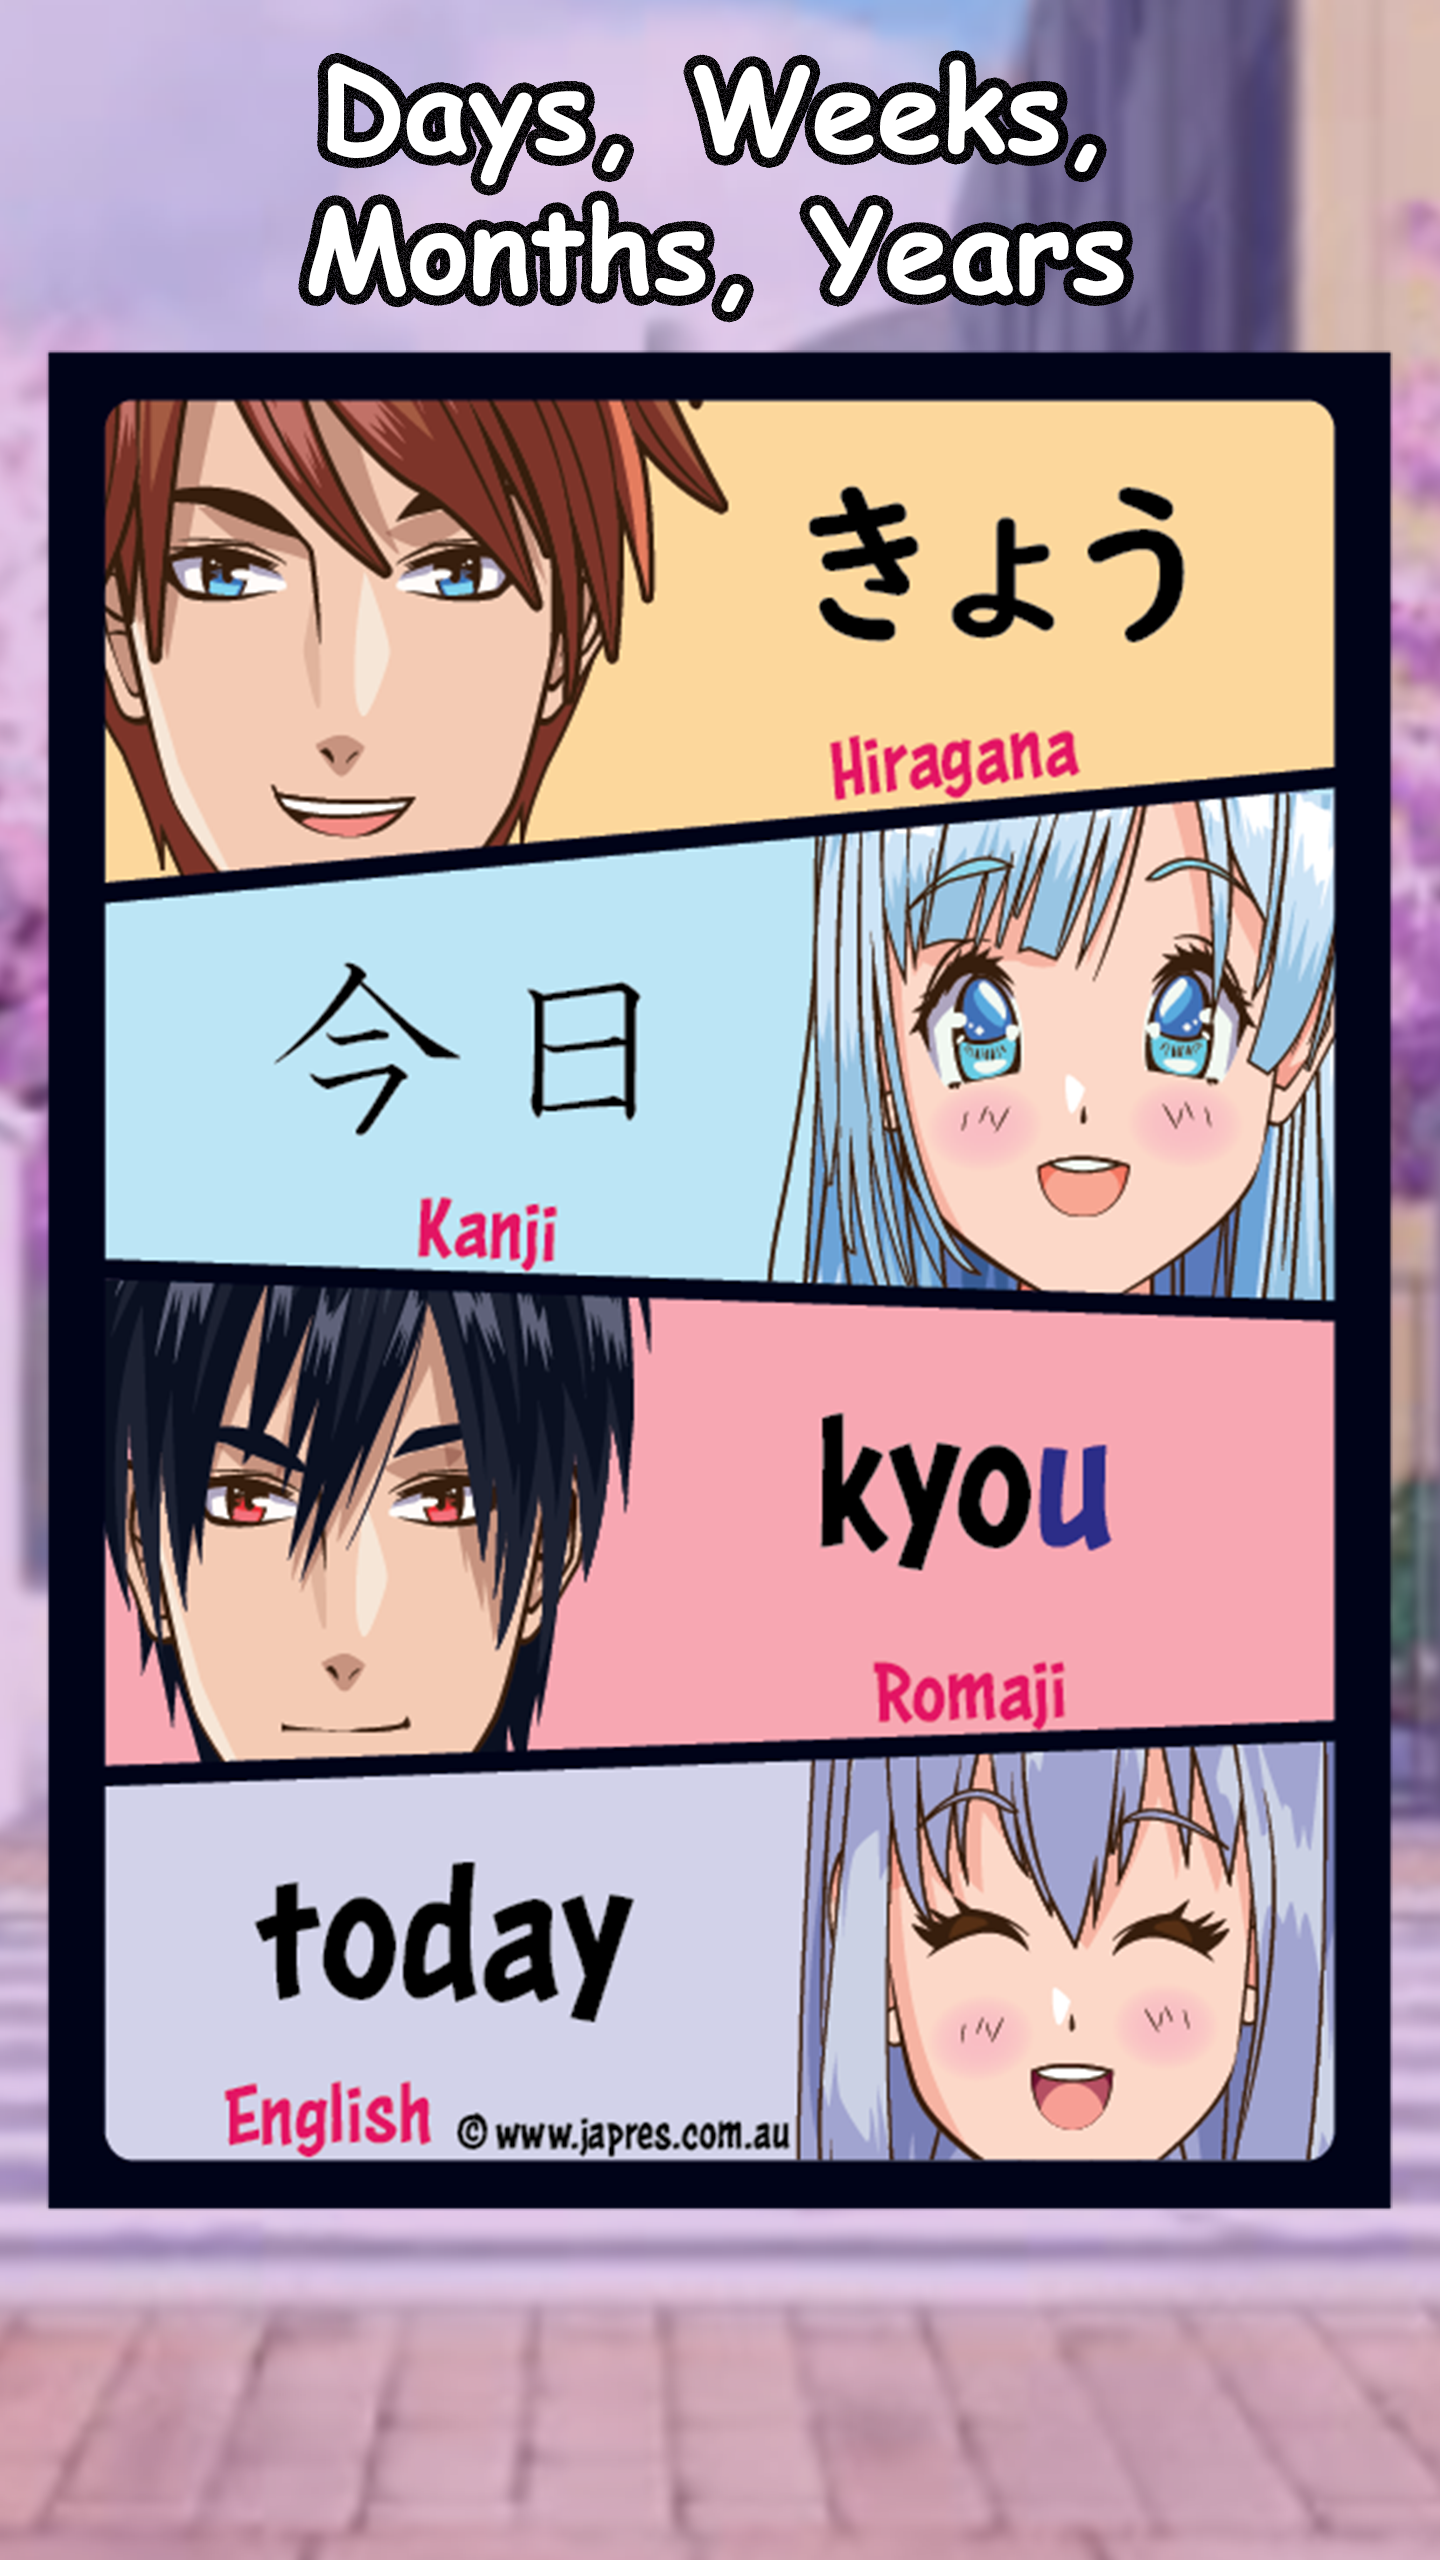 Days, Weeks,
Months, Years
きょう
Hiragana
今日
Kanji
kyou
Romaji
today
English
© www.japres.com.au